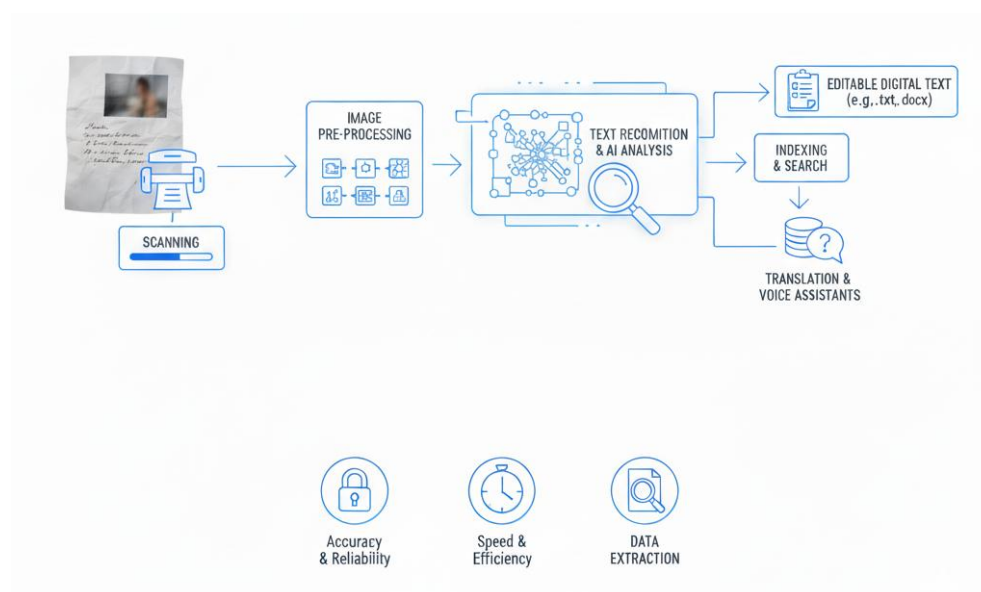 SCANNING
IMAGE
PRE-PROCESSING
TEXT RECOMITION
& AI ANALYSIS
EDITABLE DIGITAL TEXT
(e.g,.txt,.docx)
INDEXING
& SEARCH
?
TRANSLATION &
VOICE ASSISTANTS
Accuracy
& Reliability
Speed &
Efficiency
DATA
EXTRACTION